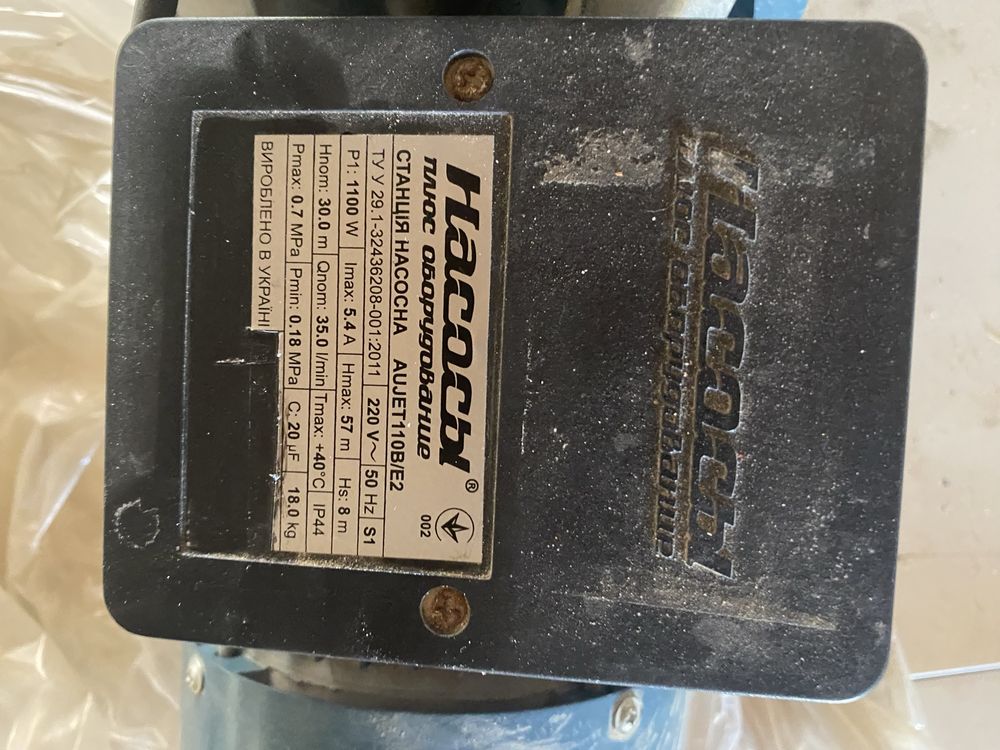 Насосы
плюс оборудование
Насосы®
плюс оборудование
002
СТАНЦІЯ НАСОСНА AUJET110B/E2
ТУ У 29.1-32436208-001:2011 220 V~ 50 Hz S1
P1: 1100 W Imax: 5.4 A Hmax: 57 m Hs: 8 m
Hnom: 30.0 m Qnom: 35.0 l/min Tmax: +40°C IP44
Pmax: 0.7 MPa Pmin: 0.18 MPa C: 20 µF 18.0 kg
ВИРОБЛЕНО В УКРАЇНІ